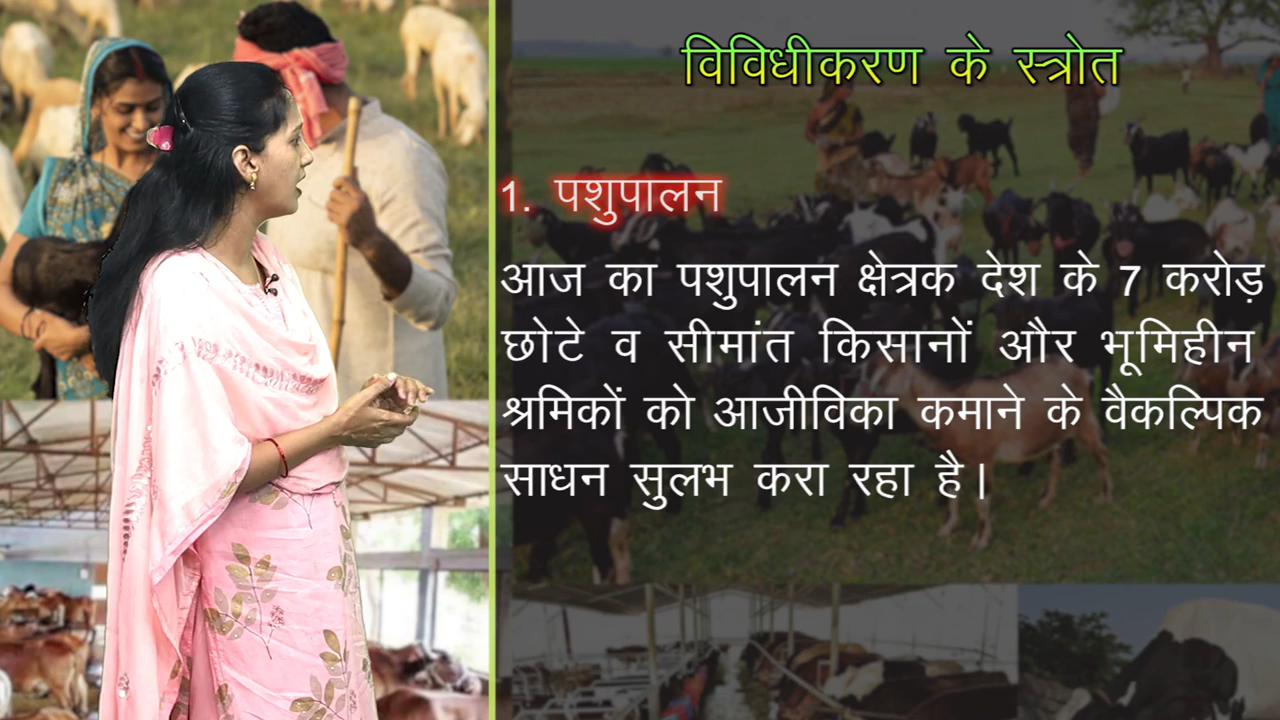 विविधीकरण के स्त्रोत
1. पशुपालन
आज का पशुपालन क्षेत्रक देश के 7 करोड़
छोटे व सीमांत किसानों और भूमिहीन
श्रमिकों को आजीविका कमाने के वैकल्पिक
साधन सुलभ करा रहा है।